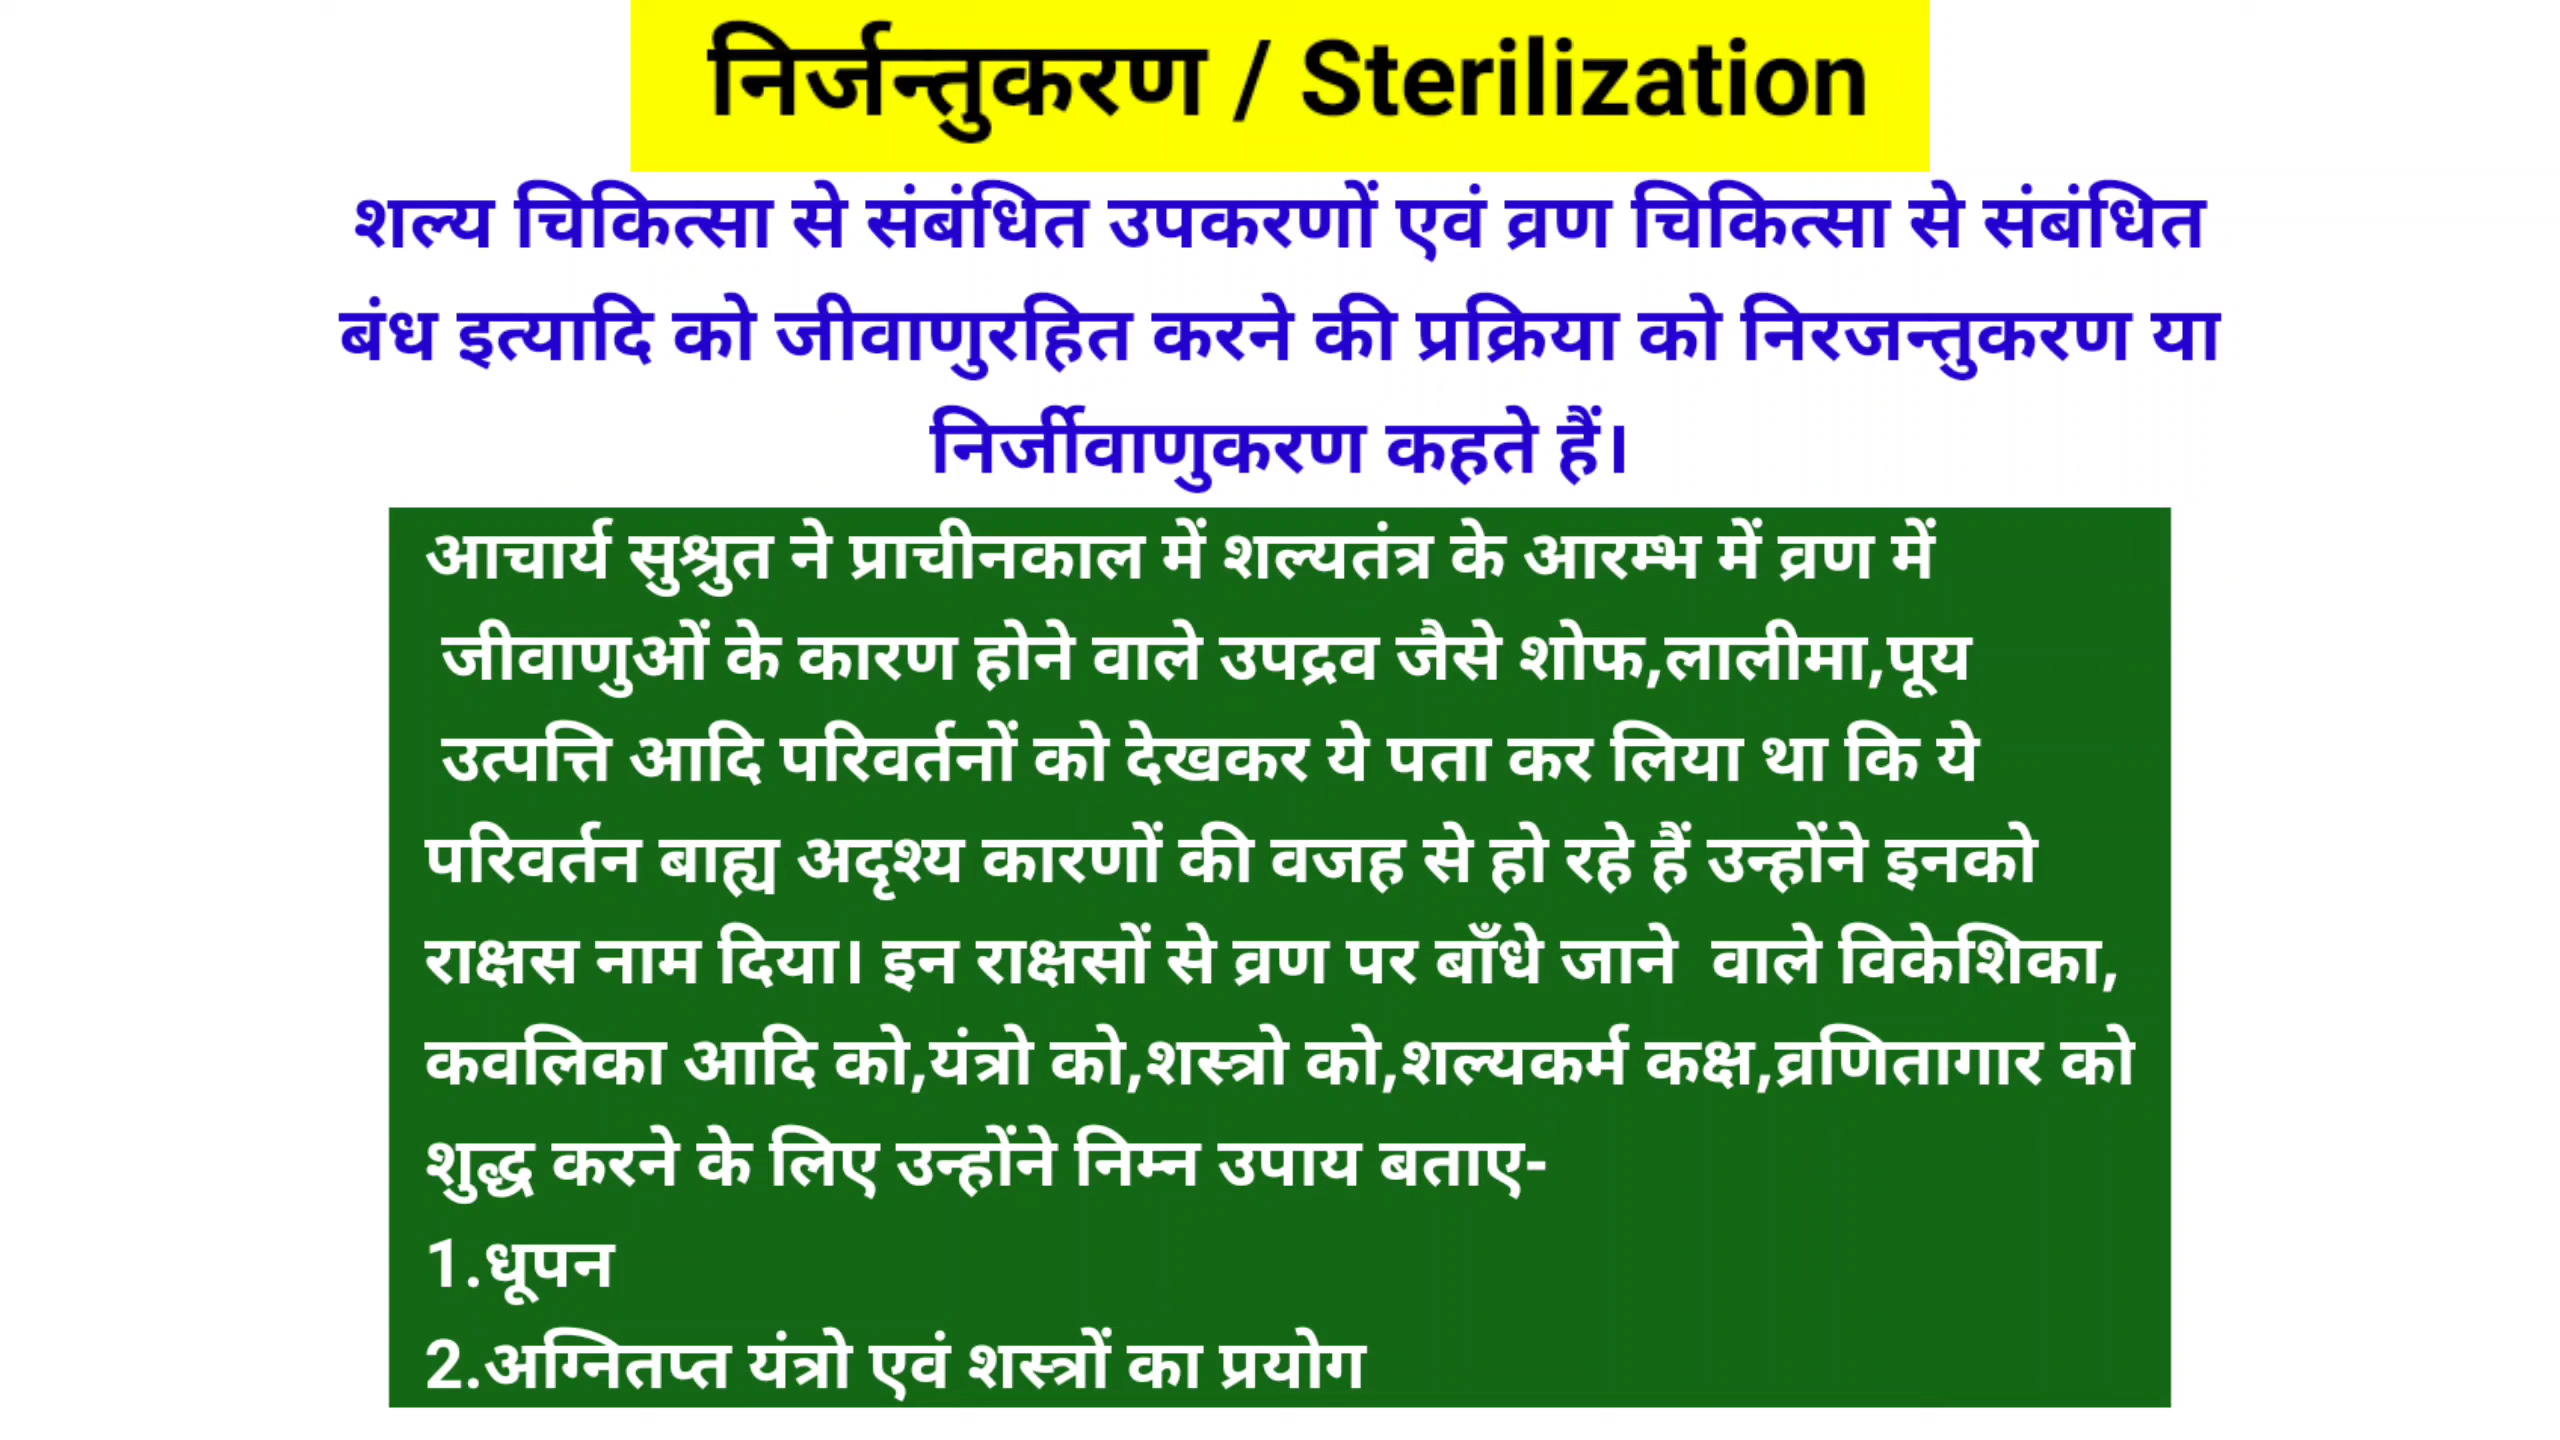 निर्जन्तुकरण / Sterilization
शल्य चिकित्सा से संबंधित उपकरणों एवं व्रण चिकित्सा से संबंधित
बंध इत्यादि को जीवाणुरहित करने की प्रक्रिया को निरजन्तुकरण या
निर्जीवाणुकरण कहते हैं।
आचार्य सुश्रुत ने प्राचीनकाल में शल्यतंत्र के आरम्भ में व्रण में
जीवाणुओं के कारण होने वाले उपद्रव जैसे शोफ,लालीमा,पूय
उत्पत्ति आदि परिवर्तनों को देखकर ये पता कर लिया था कि ये
परिवर्तन बाह्य अदृश्य कारणों की वजह से हो रहे हैं उन्होंने इनको
राक्षस नाम दिया। इन राक्षसों से व्रण पर बाँधे जाने वाले विकेशिका,
कवलिका आदि को,यंत्रो को,शस्त्रो को,शल्यकर्म कक्ष,व्रणितागार को
शुद्ध करने के लिए उन्होंने निम्न उपाय बताए-
1.धूपन
2.अग्नितप्त यंत्रो एवं शस्त्रों का प्रयोग